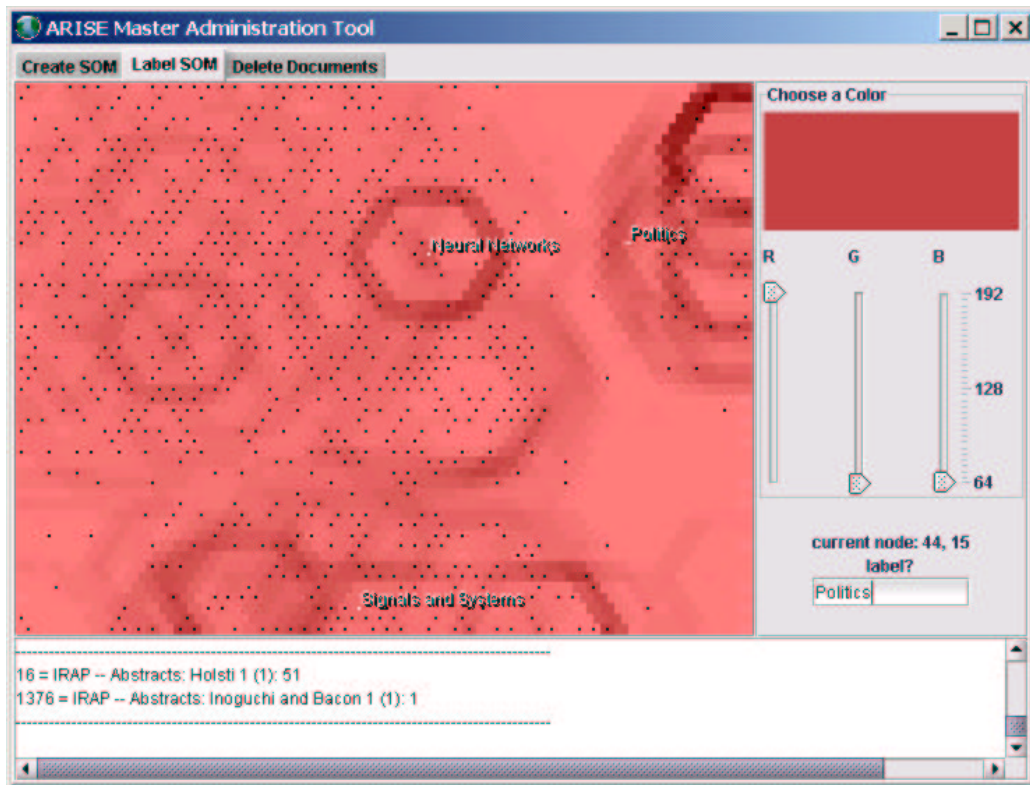 ARISE Master Administration Tool
Create SOM Label SOM Delete Documents
Choose a Color
Neural Networks
Politics
Signals and Systems
R G B
192
128
64
current node: 44, 15
label?
Politics
16 = IRAP -- Abstracts: Holsti 1 (1): 51
1376 = IRAP -- Abstracts: Inoguchi and Bacon 1 (1): 1